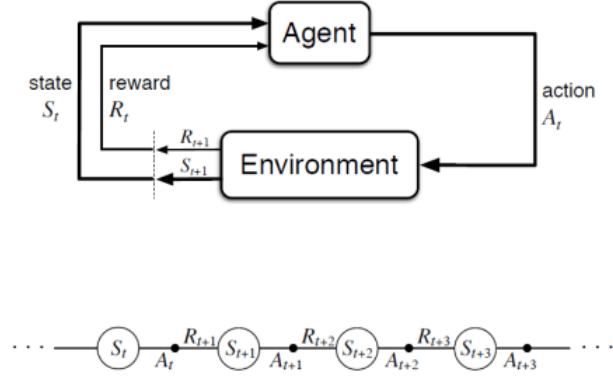 Agent
state reward action
S_t R_t A_t
R_{t+1}
S_{t+1}
Environment
· · · S_t R_{t+1} S_{t+1} R_{t+2} S_{t+2} R_{t+3} S_{t+3} · · ·
A_t A_{t+1} A_{t+2} A_{t+3}